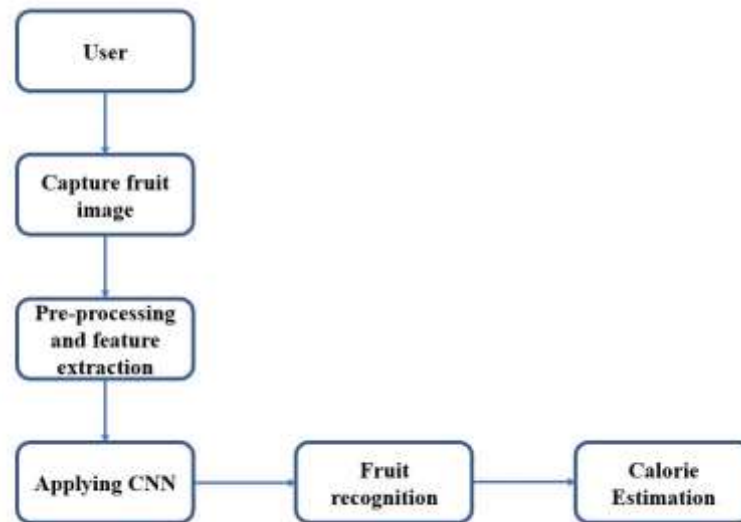 User
Capture fruit
image
Pre-processing
and feature
extraction
Applying CNN
Fruit
recognition
Calorie
Estimation